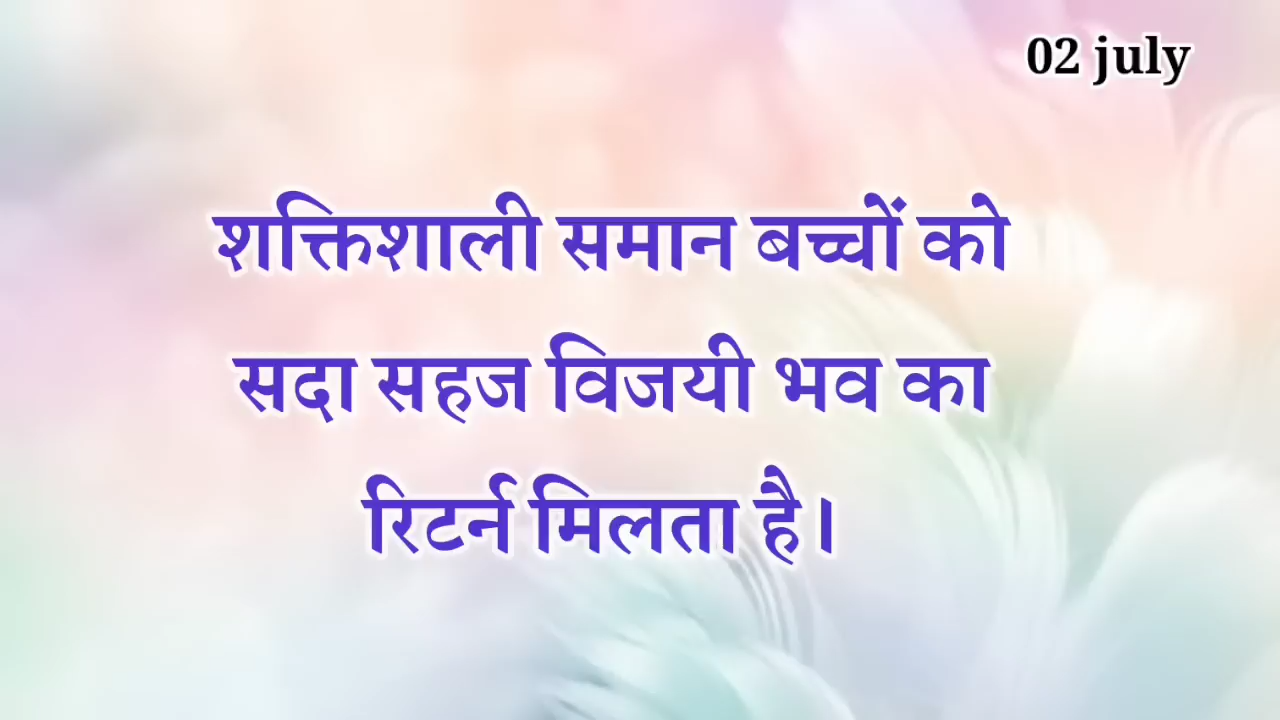 02 july
शक्तिशाली समान बच्चों को
सदा सहज विजयी भव का
रिटर्न मिलता है।